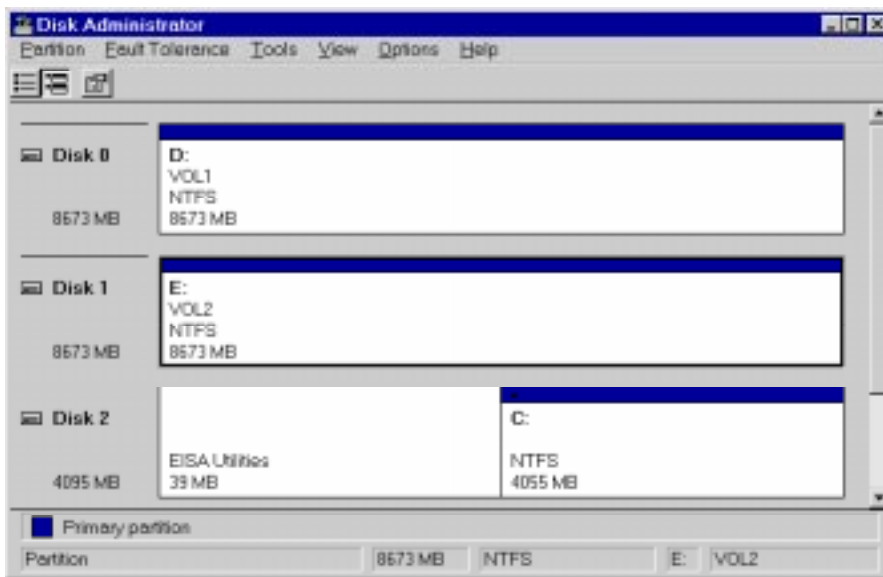 Disk Administrator
Partition Fault Tolerance Tools View Options Help
Disk 0
8673 MB
D:
VOL1
NTFS
8673 MB
Disk 1
8673 MB
E:
VOL2
NTFS
8673 MB
Disk 2
4095 MB
EISA Utilities
39 MB
C:
NTFS
4055 MB
Primary partition
Partition 8673 MB NTFS E: VOL2